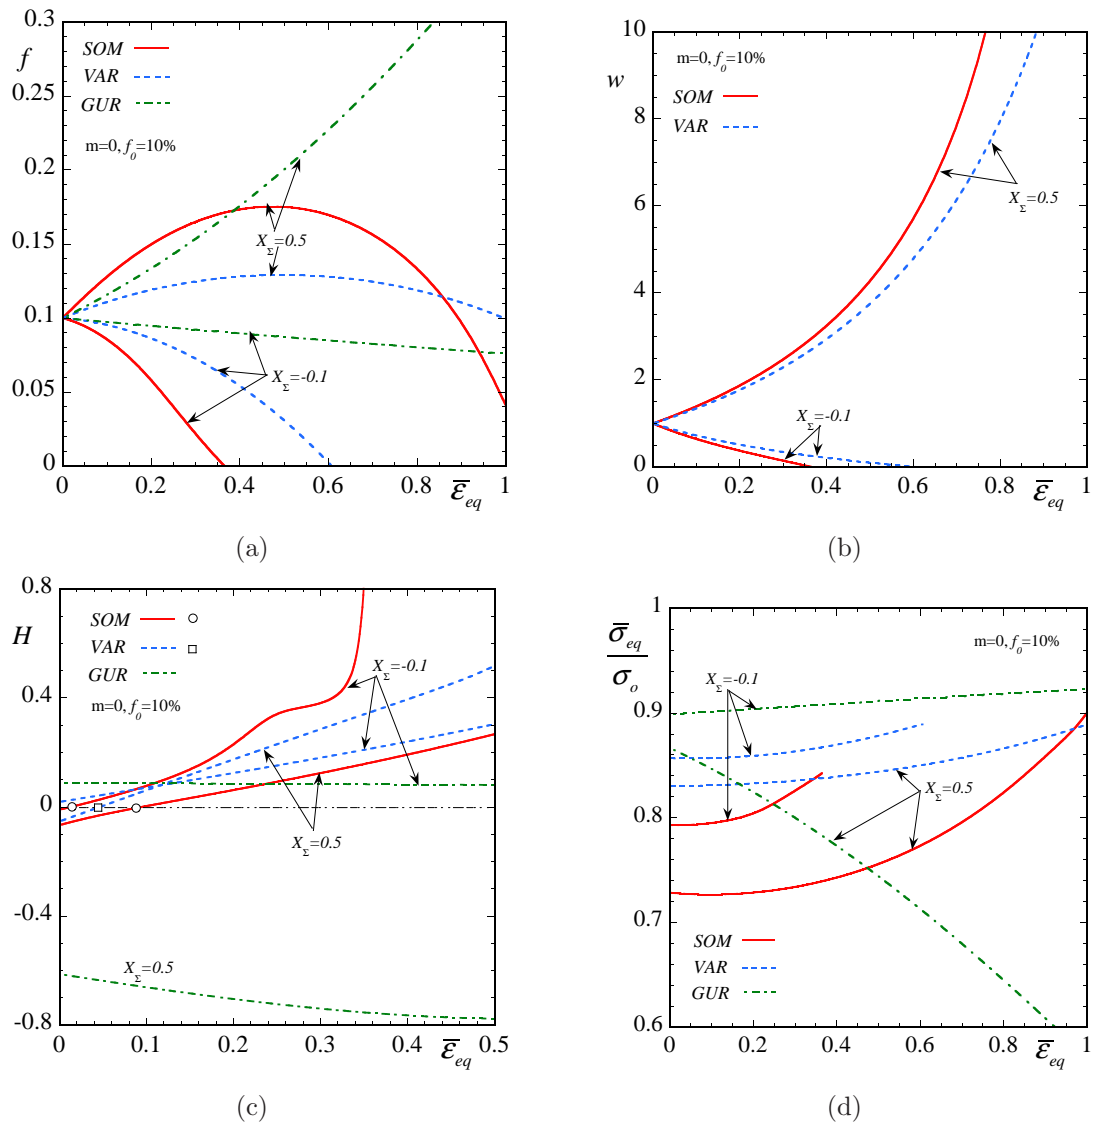 0.3
f
SOM
VAR
GUR
0.25
m=0, f0=10%
0.2
0.15
XΣ=0.5
0.1
XΣ=-0.1
0.05
0
0 0.2 0.4 0.6 0.8 1
ε̅eq
(a)
10
w
m=0, f0=10%
SOM
VAR
8
6
XΣ=0.5
4
2
XΣ=-0.1
0
0 0.2 0.4 0.6 0.8 1
ε̅eq
(b)
0.8
H
SOM
VAR
GUR
XΣ=-0.1
m=0, f0=10%
0.4
0
XΣ=0.5
-0.4
XΣ=0.5
-0.8
0 0.1 0.2 0.3 0.4 0.5
ε̅eq
(c)
1
σ̅eq
σo
m=0, f0=10%
XΣ=-0.1
0.9
0.8
XΣ=0.5
0.7
SOM
VAR
GUR
0.6
0 0.2 0.4 0.6 0.8 1
ε̅eq
(d)